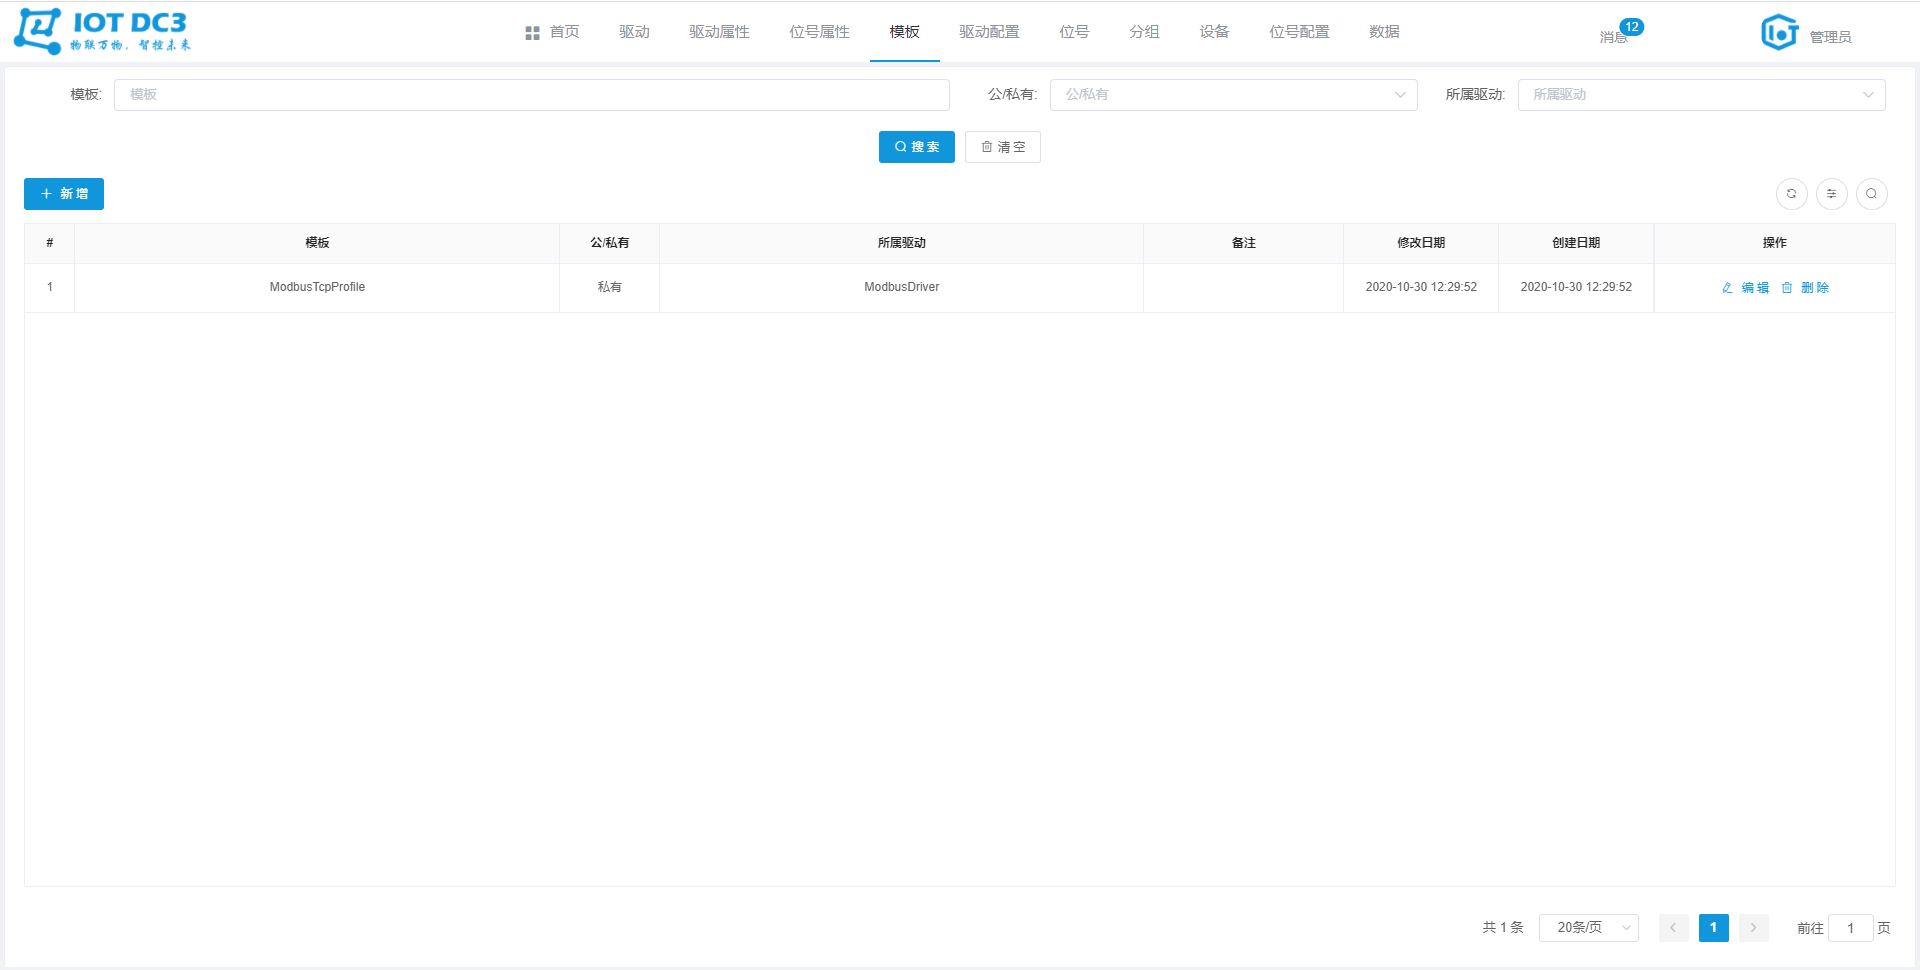 IOT DC3
物联万物，智控未来
首页 驱动 驱动属性 位号属性 模板 驱动配置 位号 分组 设备 位号配置 数据
消息 12
管理员
模板: 模板 公/私有: 公/私有 所属驱动: 所属驱动
搜索 清空
新增
# 模板 公/私有 所属驱动 备注 修改日期 创建日期 操作
1 ModbusTcpProfile 私有 ModbusDriver 2020-10-30 12:29:52 2020-10-30 12:29:52 编辑 删除
共 1 条 20条/页 1 前往 1 页